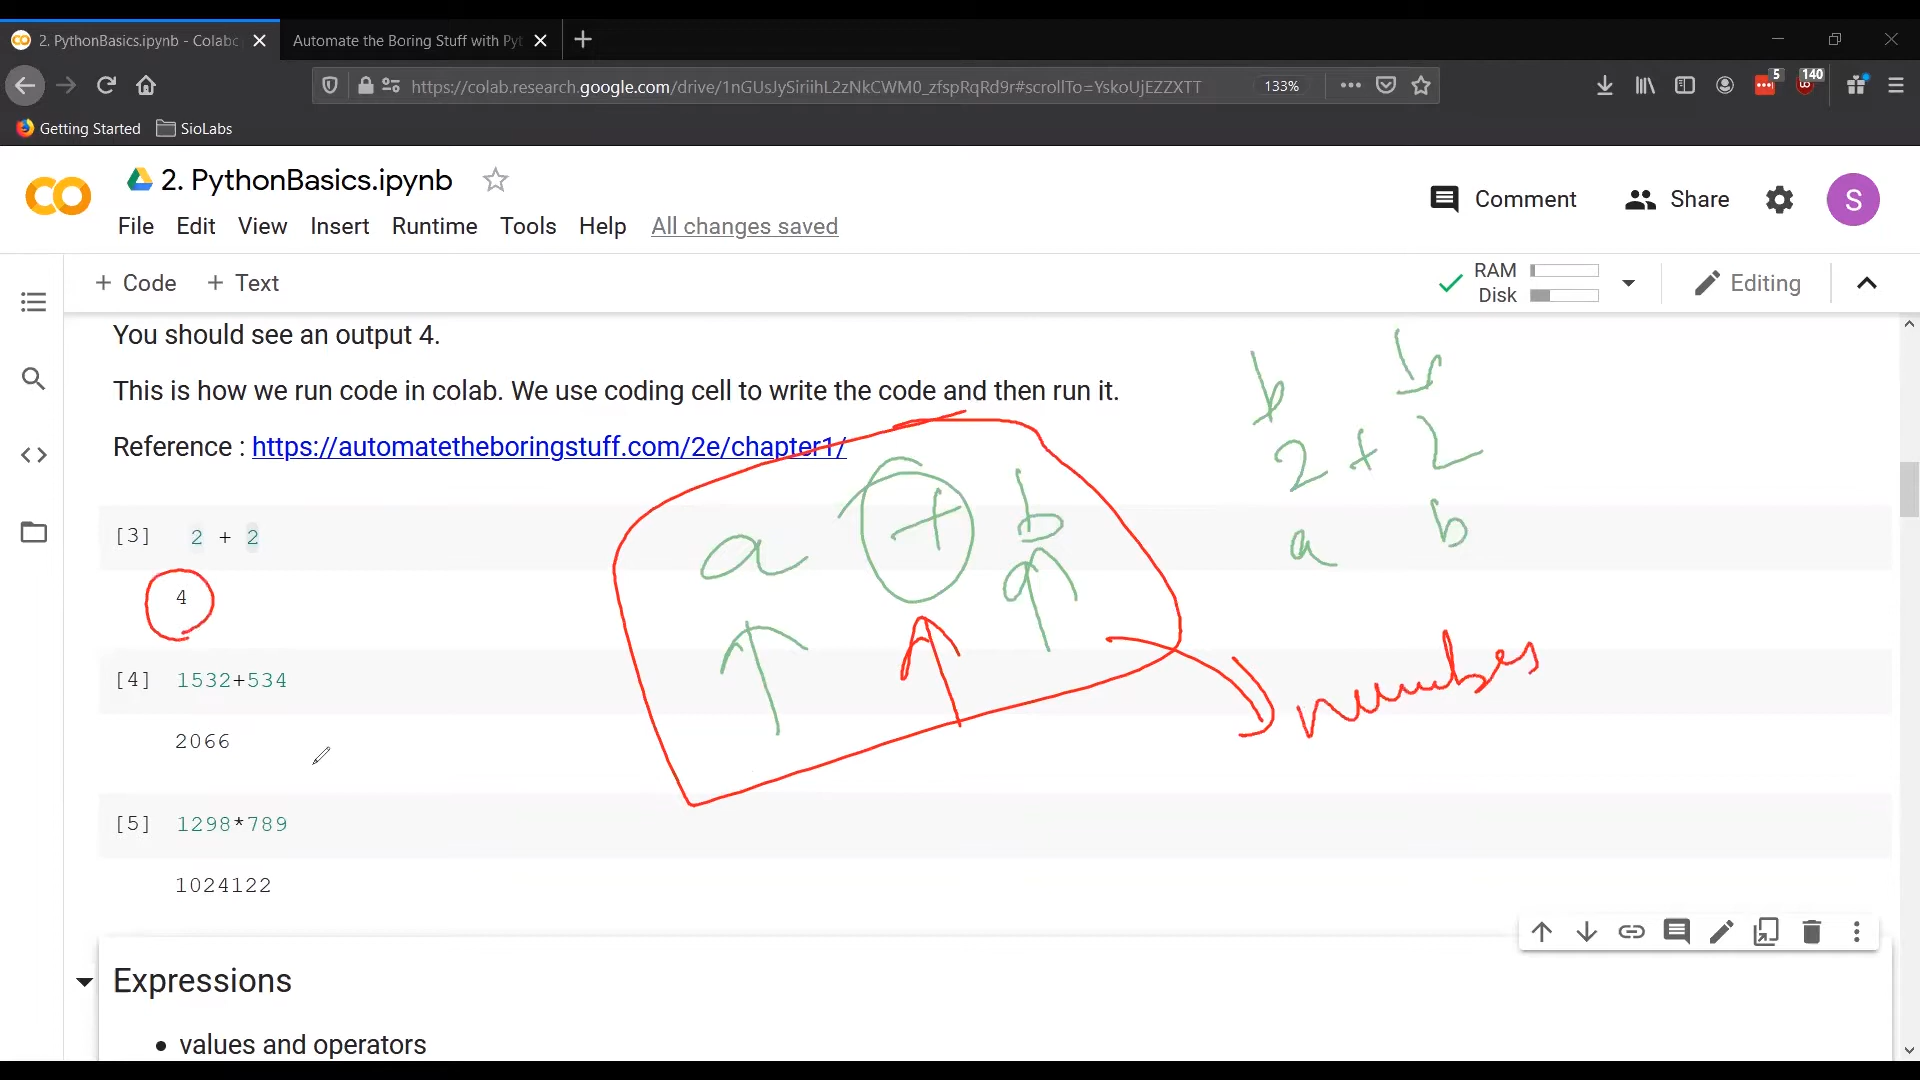 2. PythonBasics.ipynb - Colabo
Automate the Boring Stuff with Pyt
https://colab.research.google.com/drive/1nGUsJySiriihL2zNkCWM0_zfspRqRd9r#scrollTo=YskoUjEZZXTT
133%
5
140
Getting Started
SioLabs
2. PythonBasics.ipynb
Comment
Share
S
File Edit View Insert Runtime Tools Help All changes saved
+ Code + Text
RAM
Disk
Editing
You should see an output 4.
This is how we run code in colab. We use coding cell to write the code and then run it.
Reference : https://automatetheboringstuff.com/2e/chapter1/
b
2 + 2
a b
a + b
[3] 2 + 2
4
numbers
[4] 1532+534
2066
[5] 1298*789
1024122
Expressions
• values and operators